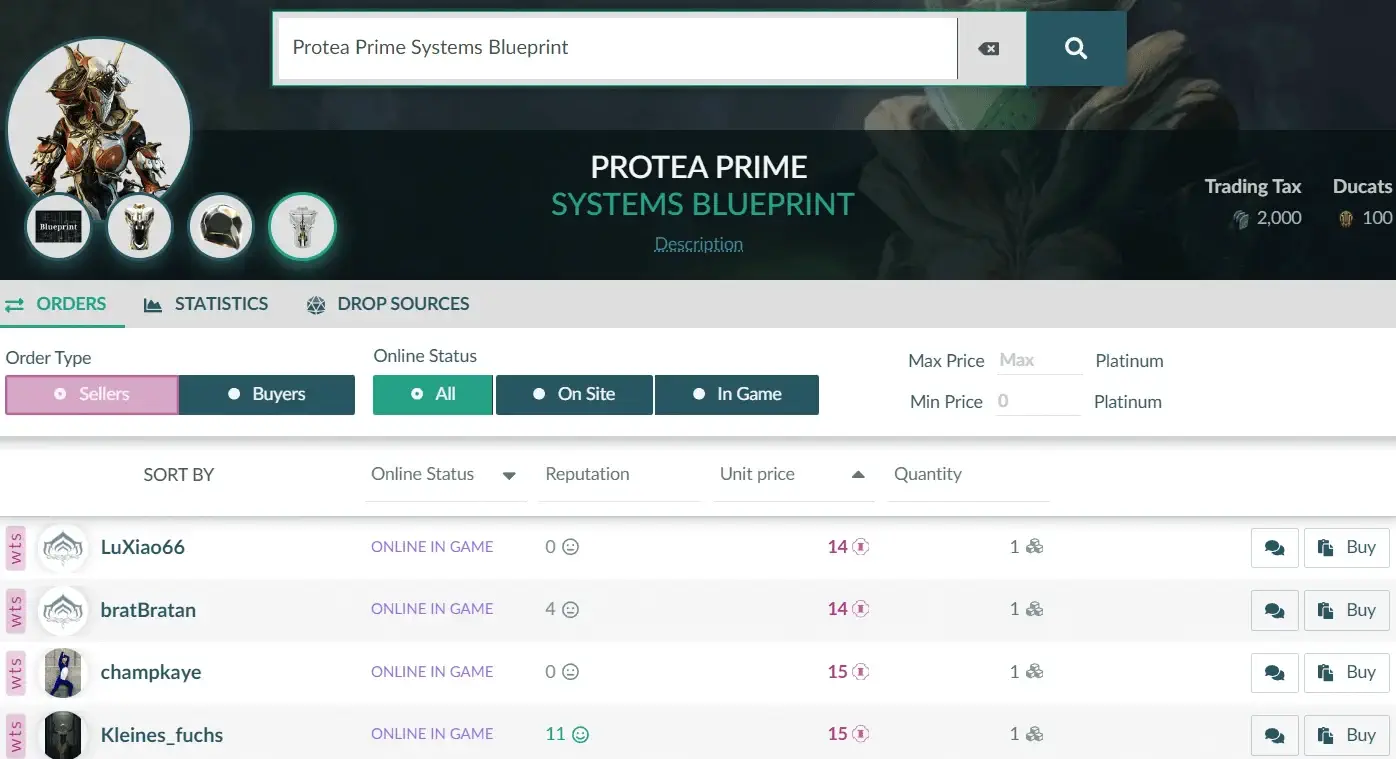 Protea Prime Systems Blueprint
PROTEA PRIME
SYSTEMS BLUEPRINT
Description
Trading Tax Ducats
2,000 100
Blueprint
ORDERS STATISTICS DROP SOURCES
Order Type Online Status
Sellers Buyers All On Site In Game
Max Price Max Platinum
Min Price 0 Platinum
SORT BY Online Status Reputation Unit price Quantity
wts LuXiao66 ONLINE IN GAME 0 14 1 Buy
wts bratBratan ONLINE IN GAME 4 14 1 Buy
wts champkaye ONLINE IN GAME 0 15 1 Buy
wts Kleines_fuchs ONLINE IN GAME 11 15 1 Buy